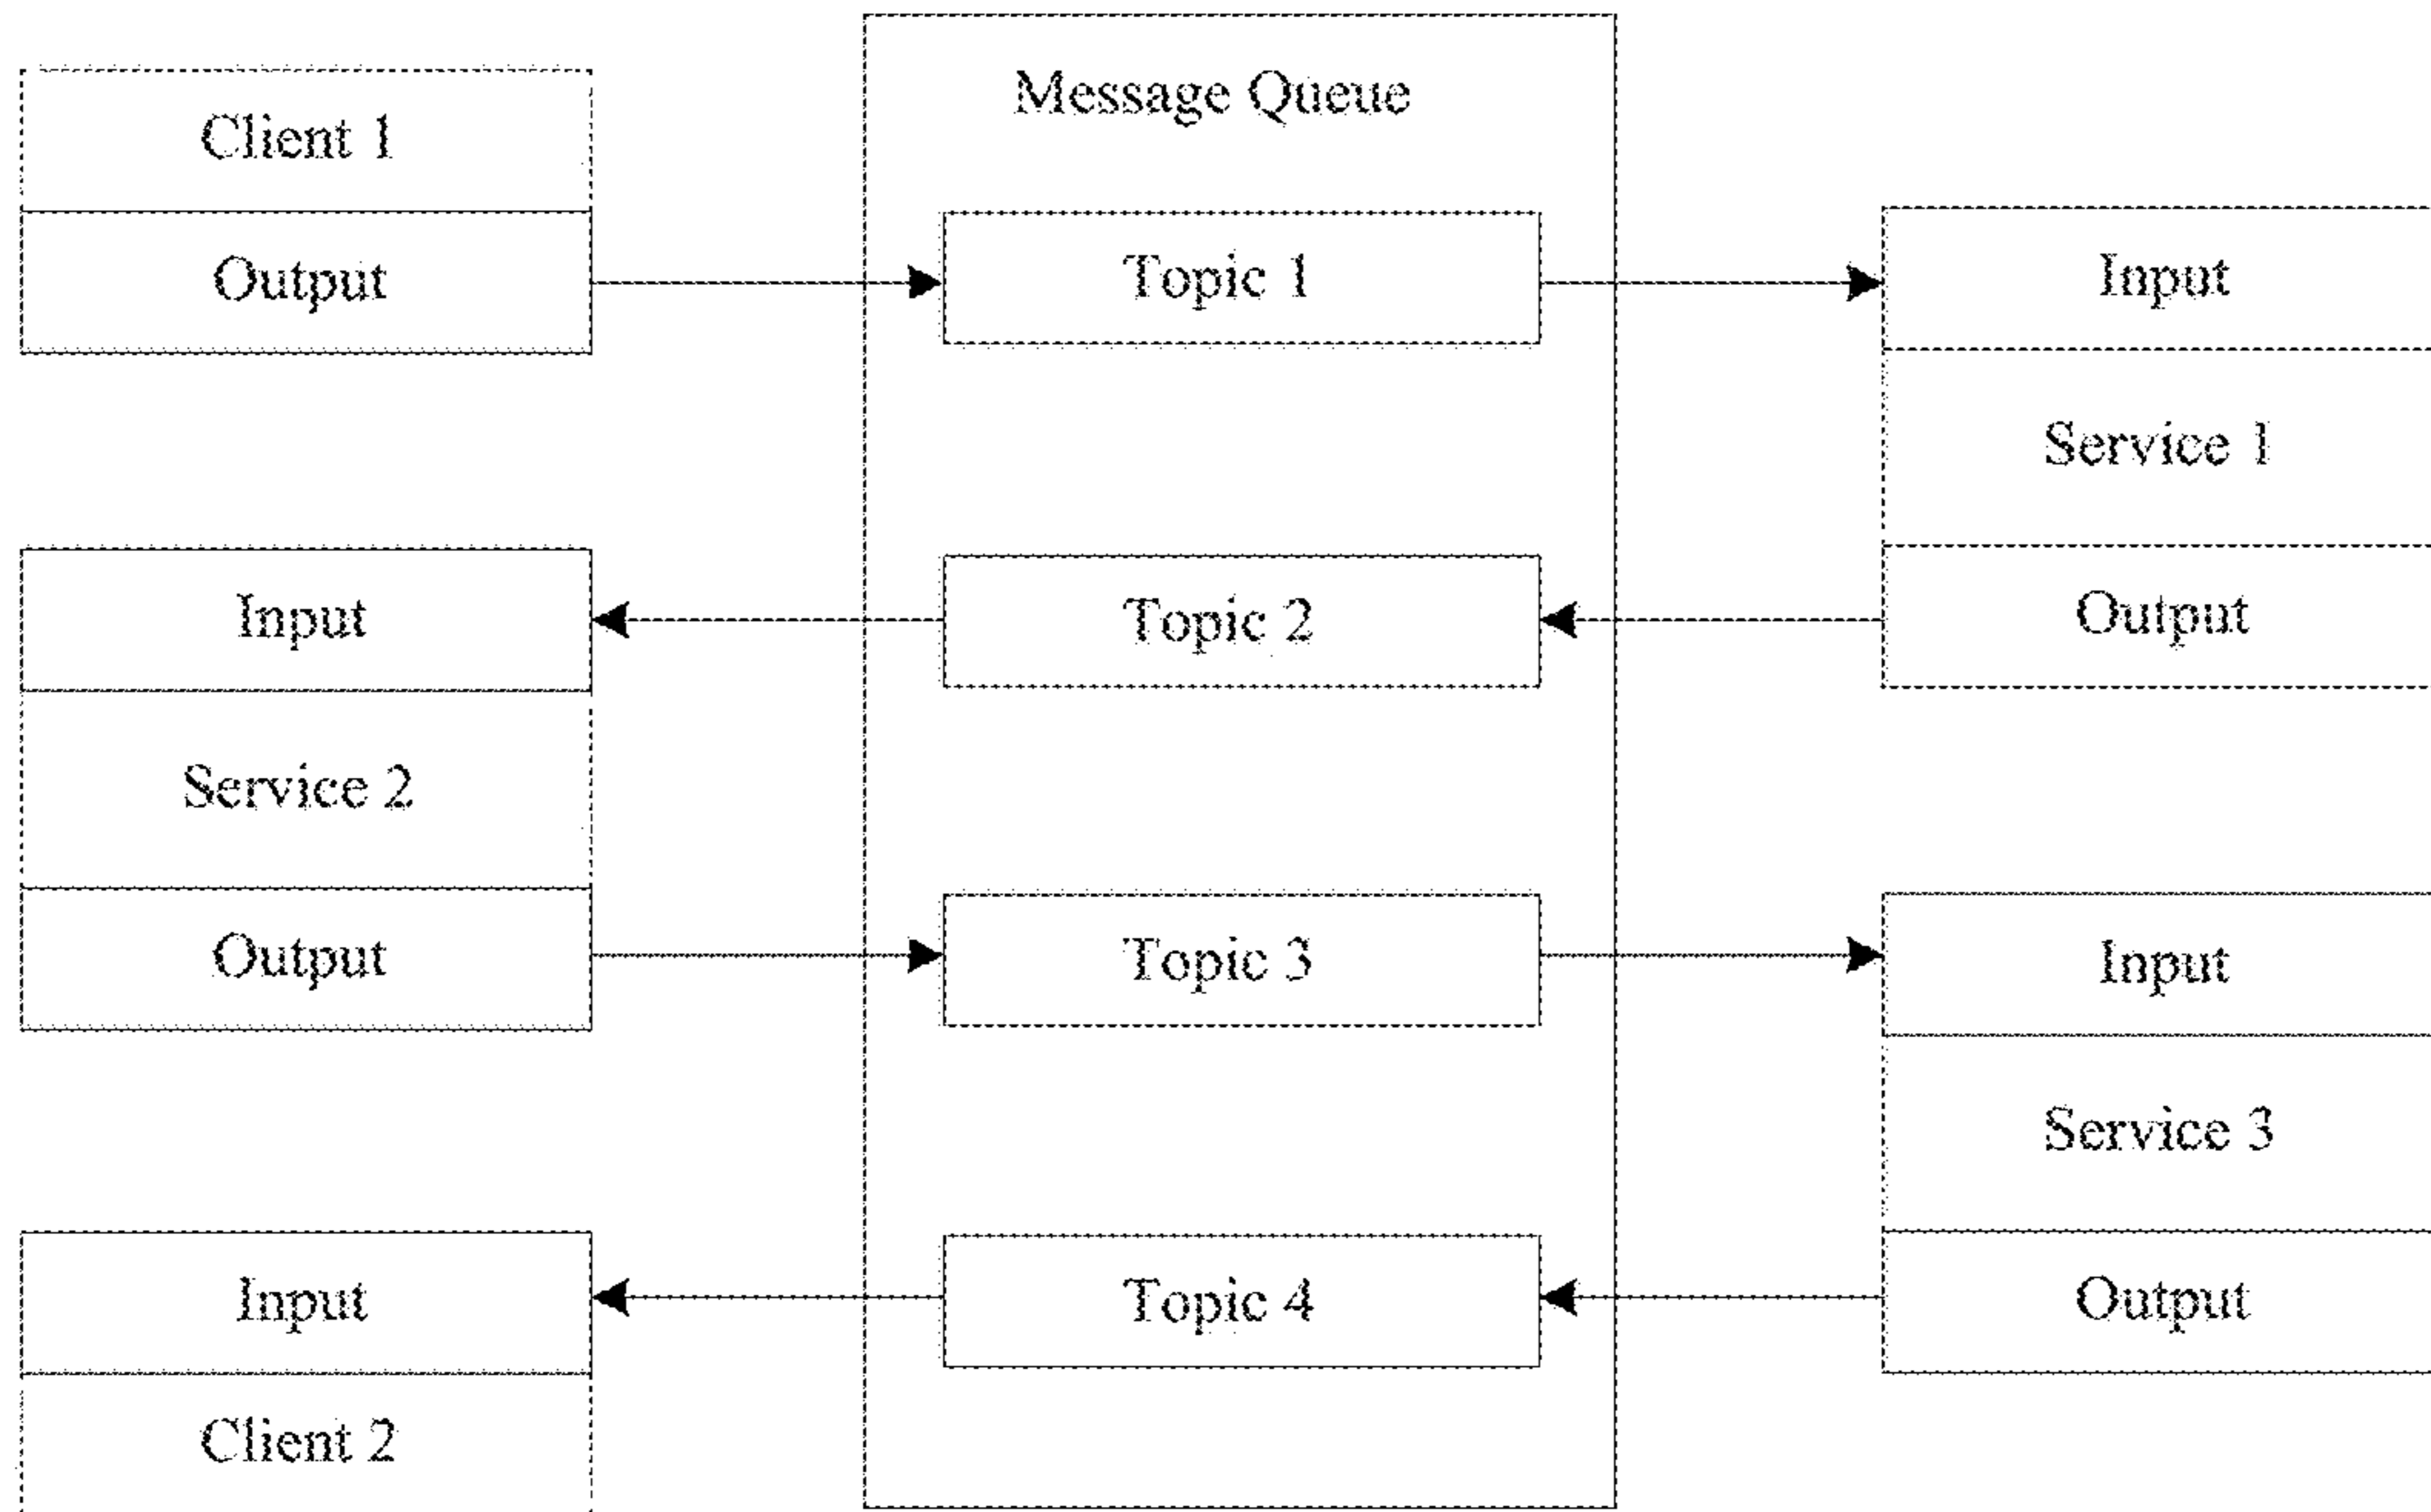 Message Queue
Client 1
Output
Topic 1
Input
Service 1
Input
Topic 2
Output
Service 2
Output
Topic 3
Input
Service 3
Input
Topic 4
Output
Client 2